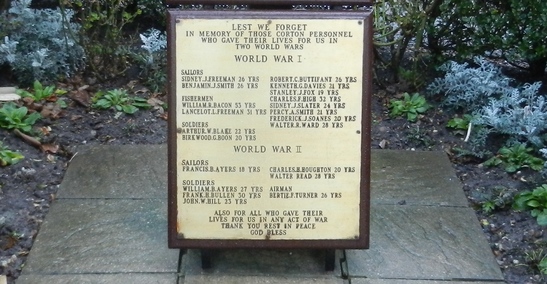 LEST WE FORGET
IN MEMORY OF THOSE CORTON PERSONNEL
WHO GAVE THEIR LIVES FOR US IN
TWO WORLD WARS
WORLD WAR I
SAILORS
SIDNEY.J.FREEMAN 26 YRS
BENJAMIN.J.SMITH 26 YRS
FISHERMEN
WILLIAM.H.BACON 53 YRS
LANCELOT.L.FREEMAN 31 YRS
SOLDIERS
ARTHUR.W.BLAKE 22 YRS
BIRKWOOD.G.BOON 20 YRS
ROBERT.C.BUTTIFANT 26 YRS
KENNETH.G.DAVIES 21 YRS
STANLEY.J.FOX 19 YRS
CHARLES.F.HIGH 32 YRS
SIDNEY.J.SLATER 24 YRS
PERCY.A.SMITH 21 YRS
FREDERICK.J.SOANES 20 YRS
WALTER.R.WARD 28 YRS
WORLD WAR II
SAILORS
FRANCIS.B.AYERS 18 YRS
SOLDIERS
WILLIAM.B.AYERS 27 YRS
FRANK.H.BULLEN 30 YRS
JOHN.W.HILL 23 YRS
CHARLES.H.HOUGHTON 20 YRS
WALTER READ 28 YRS
AIRMAN
BERTIE.F.TURNER 26 YRS
ALSO FOR ALL WHO GAVE THEIR
LIVES FOR US IN ANY ACT OF WAR
THANK YOU REST IN PEACE
GOD BLESS